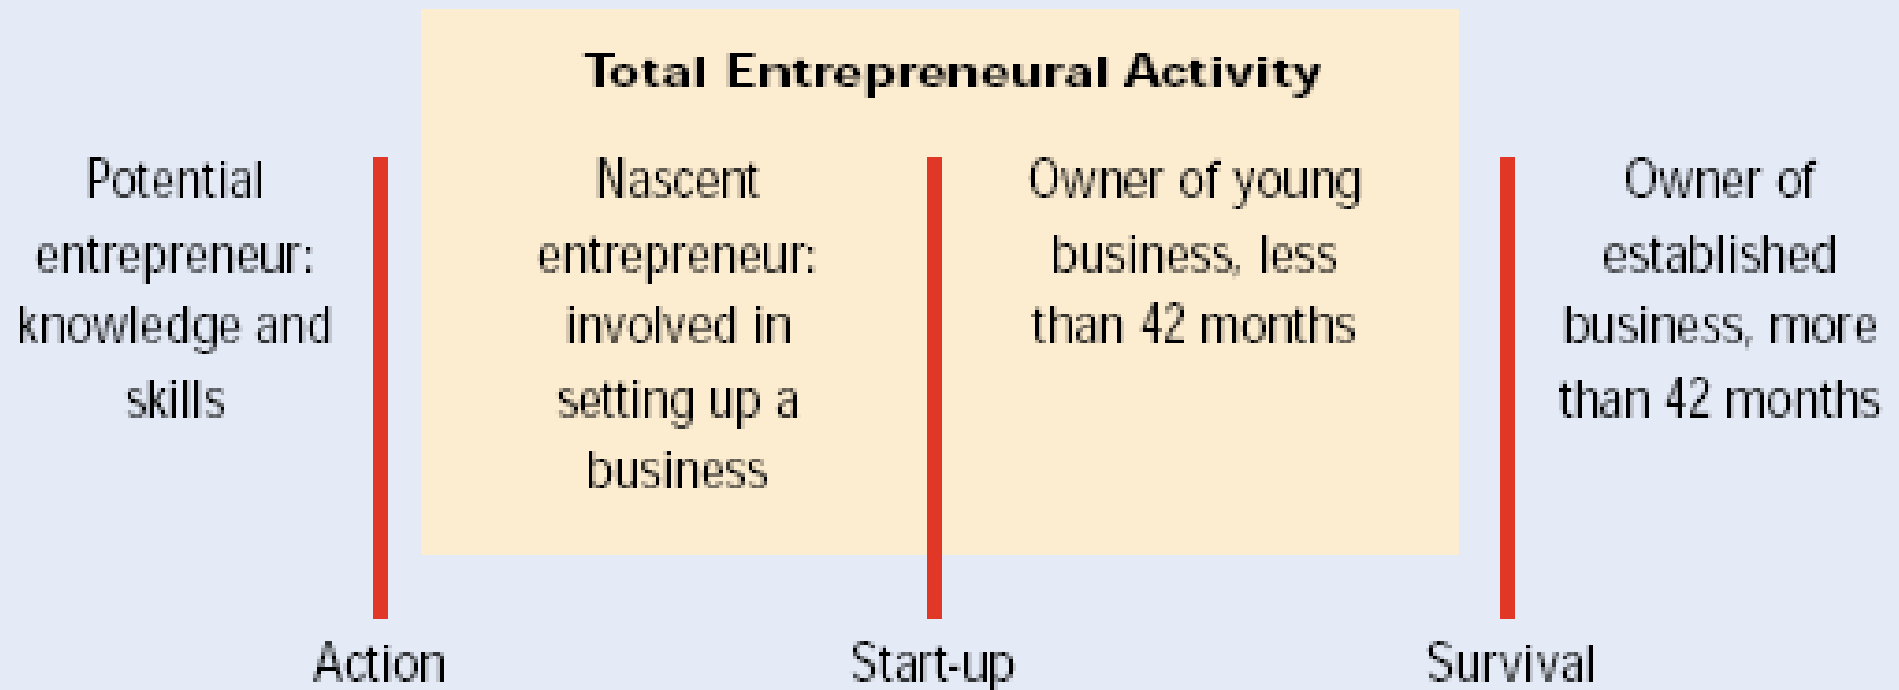 Total Entrepreneural Activity
Potential
entrepreneur:
knowledge and
skills
Nascent
entrepreneur:
involved in
setting up a
business
Owner of young
business, less
than 42 months
Owner of
established
business, more
than 42 months
Action
Start-up
Survival